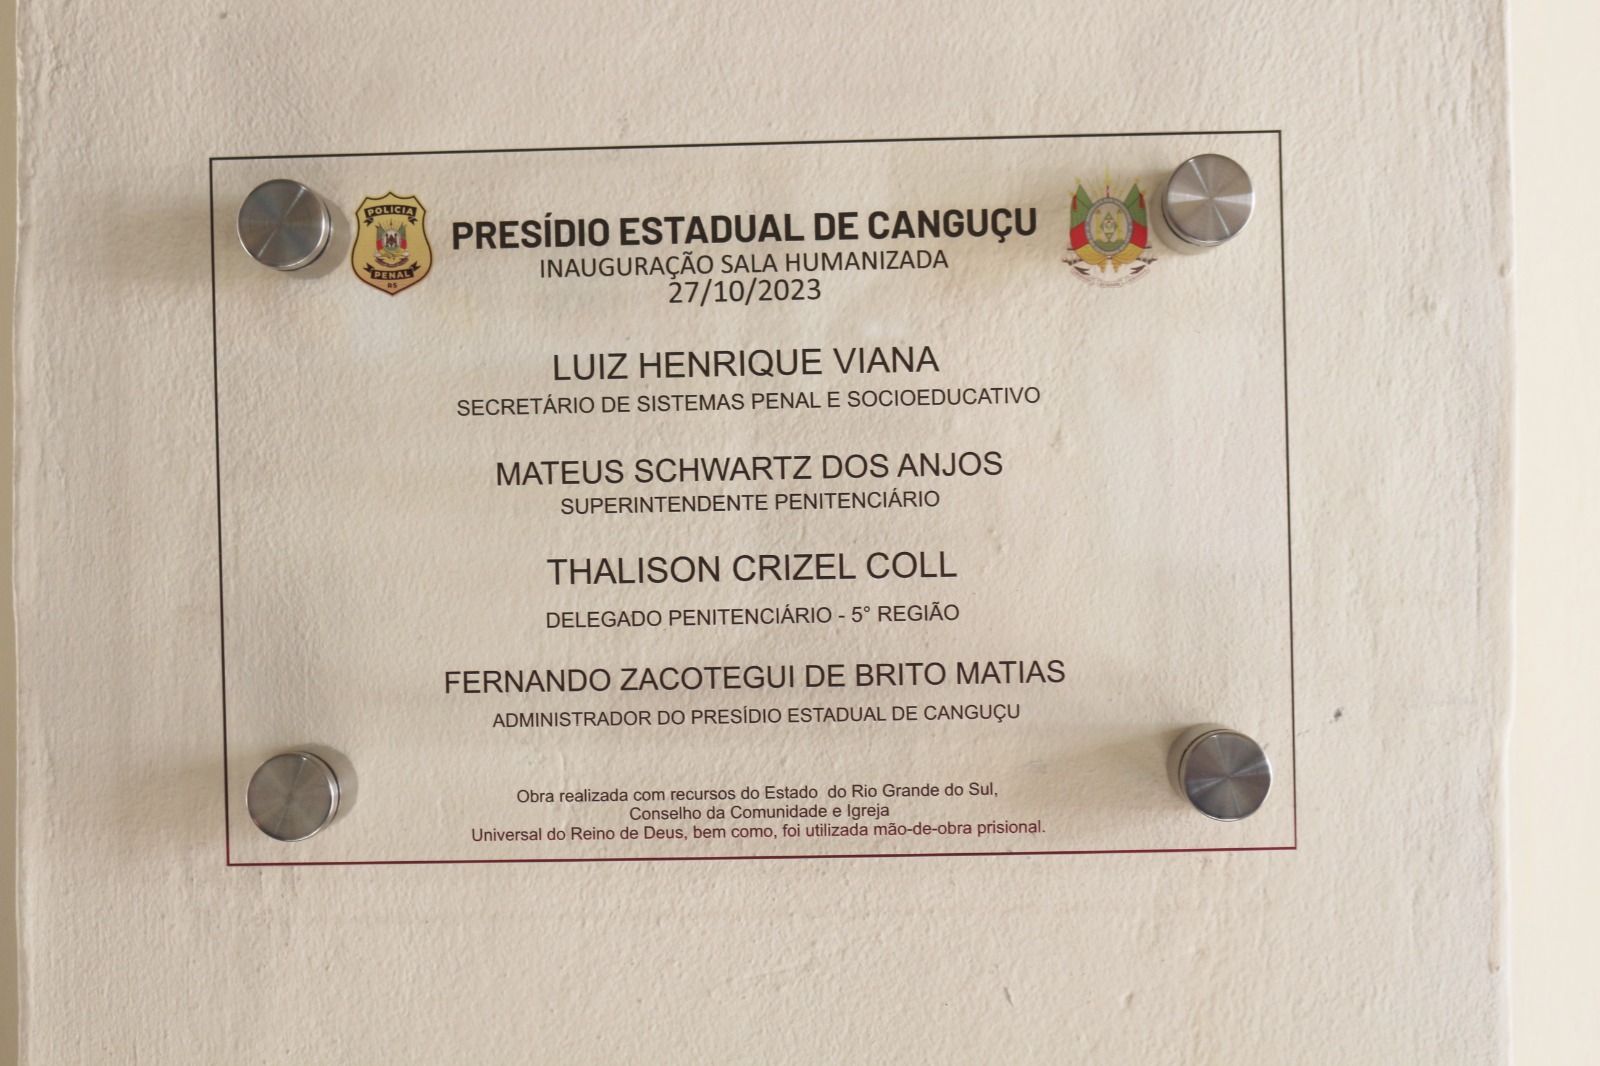 POLICIA
PENAL
RS
PRESÍDIO ESTADUAL DE CANGUÇU
INAUGURAÇÃO SALA HUMANIZADA
27/10/2023
LUIZ HENRIQUE VIANA
SECRETÁRIO DE SISTEMAS PENAL E SOCIOEDUCATIVO
MATEUS SCHWARTZ DOS ANJOS
SUPERINTENDENTE PENITENCIÁRIO
THALISON CRIZEL COLL
DELEGADO PENITENCIÁRIO - 5° REGIÃO
FERNANDO ZACOTEGUI DE BRITO MATIAS
ADMINISTRADOR DO PRESÍDIO ESTADUAL DE CANGUÇU
Obra realizada com recursos do Estado do Rio Grande do Sul,
Conselho da Comunidade e Igreja
Universal do Reino de Deus, bem como, foi utilizada mão-de-obra prisional.